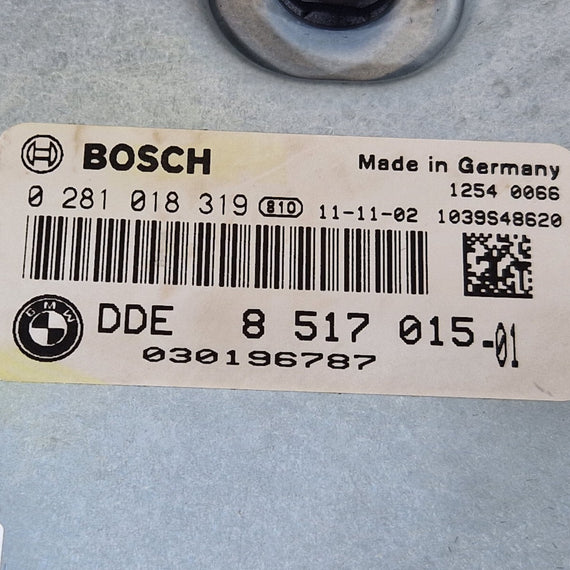 BOSCH Made in Germany
1254 0066
0 281 018 319 810 11-11-02 1039S48620
BMW DDE 8 517 015-01
030196787